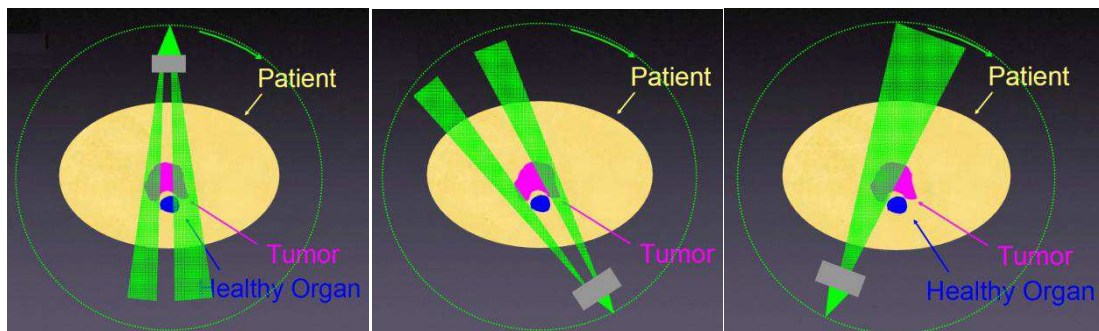 Patient
Tumor
Healthy Organ
Patient
Tumor
Patient
Tumor
Healthy Organ